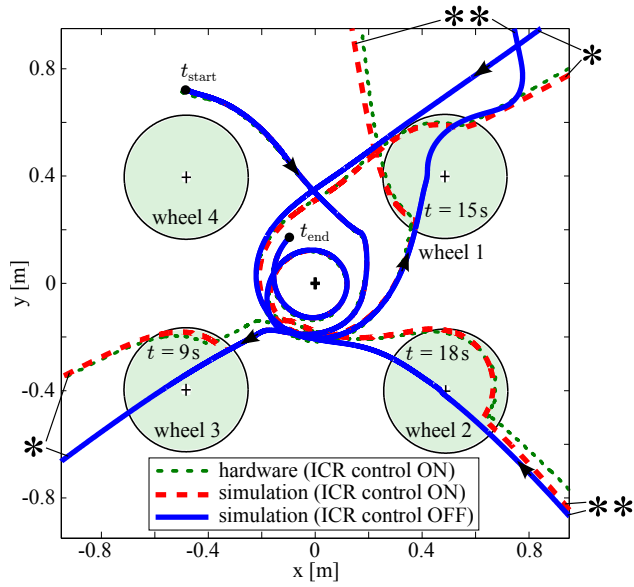 **
0.8
t_start
*
0.4
wheel 4
t = 15s
wheel 1
t_end
y [m]
0
t = 9s
t = 18s
-0.4
wheel 3
wheel 2
*
hardware (ICR control ON)
simulation (ICR control ON)
simulation (ICR control OFF)
-0.8
**
-0.8 -0.4 0 0.4 0.8
x [m]